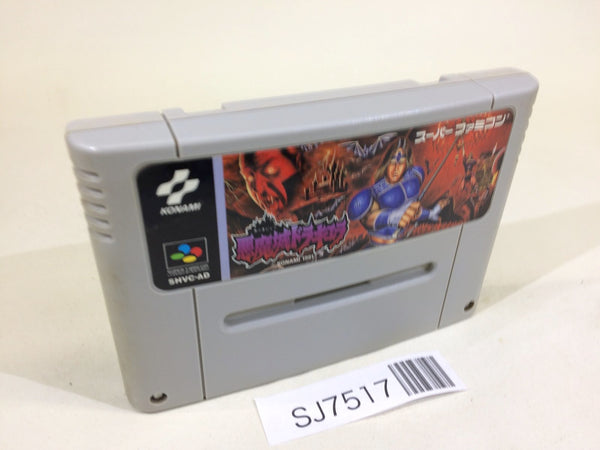 スーパーファミコン
KONAMI
悪魔城ドラキュラ
KONAMI 1991
SHVC-AD
SJ7517